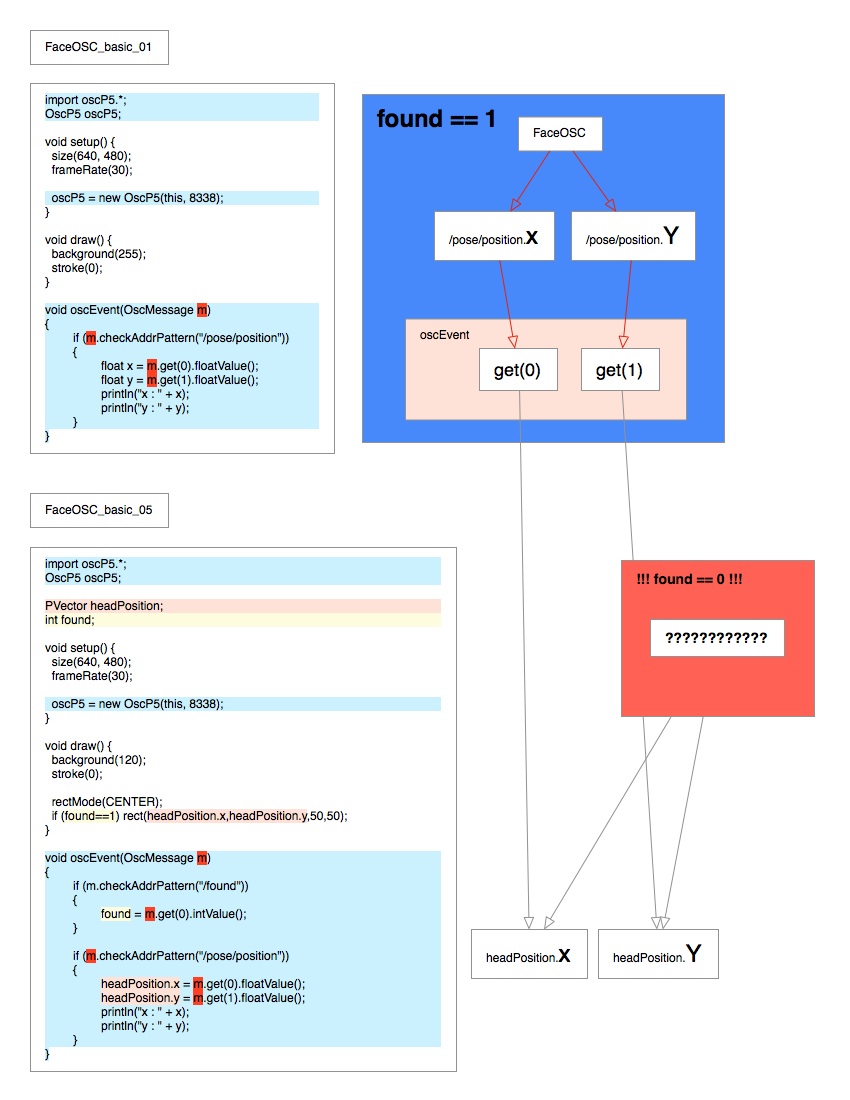 FaceOSC_basic_01
import oscP5.*;
OscP5 oscP5;
void setup() {
size(640, 480);
frameRate(30);
oscP5 = new OscP5(this, 8338);
}
void draw() {
background(255);
stroke(0);
}
void oscEvent(OscMessage m)
{
if (m.checkAddrPattern("/pose/position"))
{
float x = m.get(0).floatValue();
float y = m.get(1).floatValue();
println("x : " + x);
println("y : " + y);
}
}
found == 1
FaceOSC
/pose/position.X
/pose/position.Y
oscEvent
get(0)
get(1)
FaceOSC_basic_05
import oscP5.*;
OscP5 oscP5;
PVector headPosition;
int found;
void setup() {
size(640, 480);
frameRate(30);
oscP5 = new OscP5(this, 8338);
}
void draw() {
background(120);
stroke(0);
rectMode(CENTER);
if (found==1) rect(headPosition.x,headPosition.y,50,50);
}
void oscEvent(OscMessage m)
{
if (m.checkAddrPattern("/found"))
{
found = m.get(0).intValue();
}
if (m.checkAddrPattern("/pose/position"))
{
headPosition.x = m.get(0).floatValue();
headPosition.y = m.get(1).floatValue();
println("x : " + x);
println("y : " + y);
}
}
!!! found == 0 !!!
????????????
headPosition.X
headPosition.Y